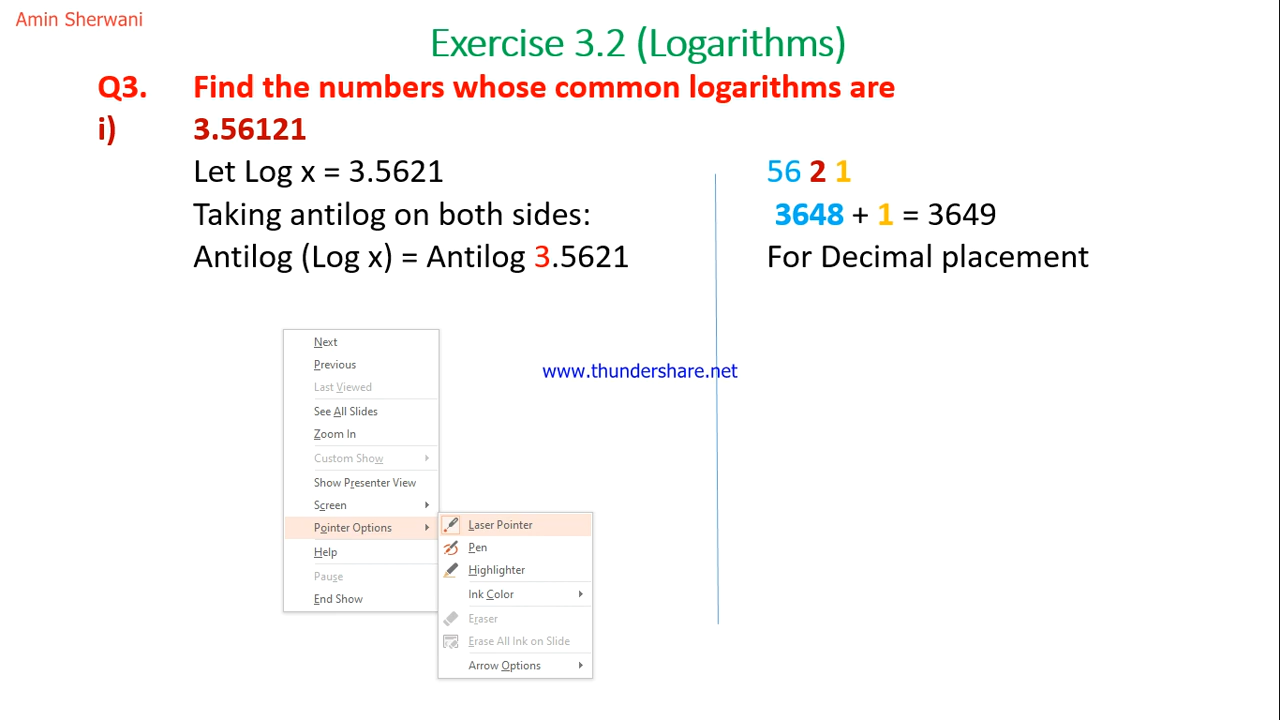 Amin Sherwani
Exercise 3.2 (Logarithms)
Q3. Find the numbers whose common logarithms are
i) 3.56121
Let Log x = 3.5621
Taking antilog on both sides:
Antilog (Log x) = Antilog 3.5621
56 2 1
3648 + 1 = 3649
For Decimal placement
www.thundershare.net
Next
Previous
Last Viewed
See All Slides
Zoom In
Custom Show
Show Presenter View
Screen
Pointer Options
Help
Pause
End Show
Laser Pointer
Pen
Highlighter
Ink Color
Eraser
Erase All Ink on Slide
Arrow Options